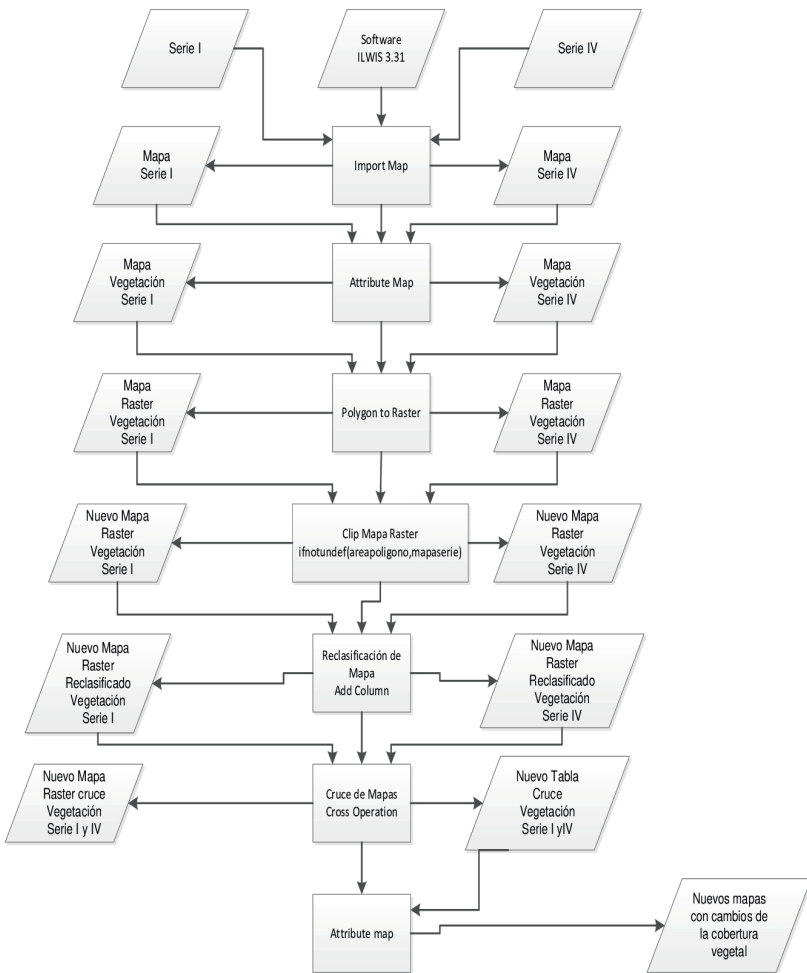 Serie I
Software
ILWIS 3.31
Serie IV
Mapa
Serie I
Import Map
Mapa
Serie IV
Mapa
Vegetación
Serie I
Attribute Map
Mapa
Vegetación
Serie IV
Mapa
Raster
Vegetación
Serie I
Polygon to Raster
Mapa
Raster
Vegetación
Serie IV
Nuevo Mapa
Raster
Vegetación
Serie I
Clip Mapa Raster
ifnotundef(areapoligono,mapaserie)
Nuevo Mapa
Raster
Vegetación
Serie IV
Nuevo Mapa
Raster
Reclasificado
Vegetación
Serie I
Reclasificación de
Mapa
Add Column
Nuevo Mapa
Raster
Reclasificado
Vegetación
Serie IV
Nuevo Mapa
Raster cruce
Vegetación
Serie I y IV
Cruce de Mapas
Cross Operation
Nuevo Tabla
Cruce
Vegetación
Serie I yIV
Attribute map
Nuevos mapas
con cambios de
la cobertura
vegetal